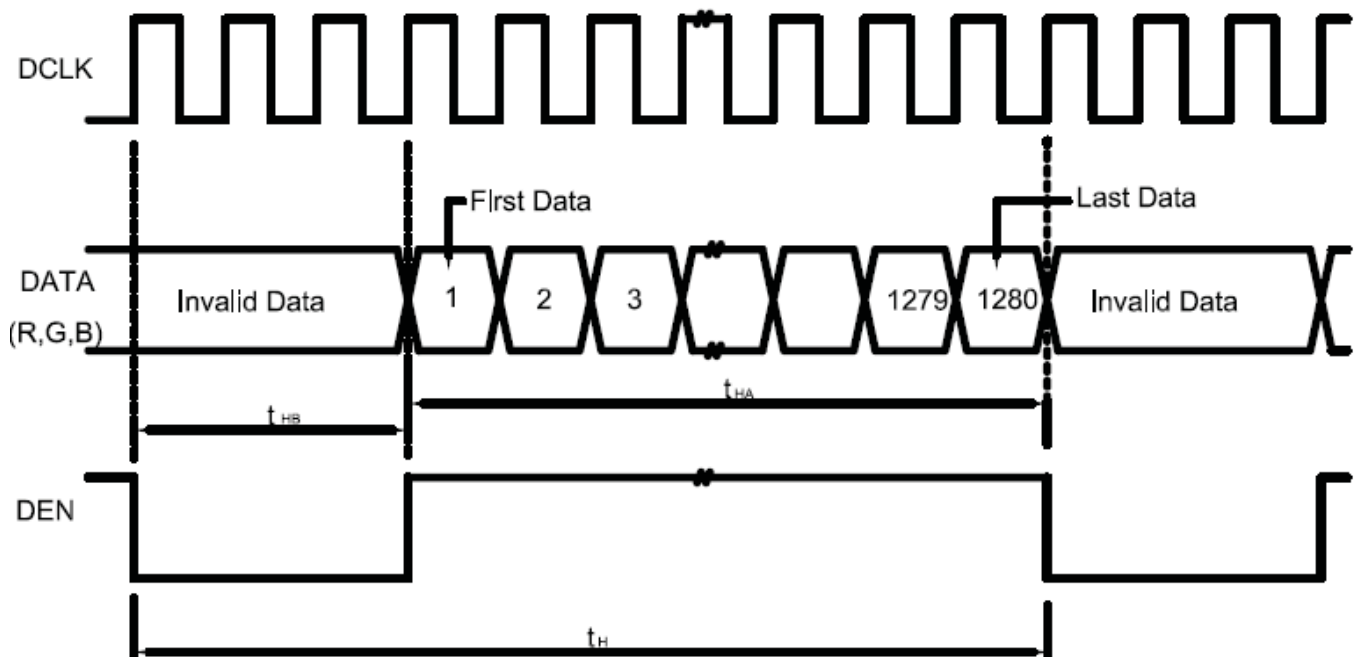 DCLK
First Data
Last Data
DATA
(R,G,B)
Invalid Data
1
2
3
1279
1280
Invalid Data
tHA
tHB
DEN
tH